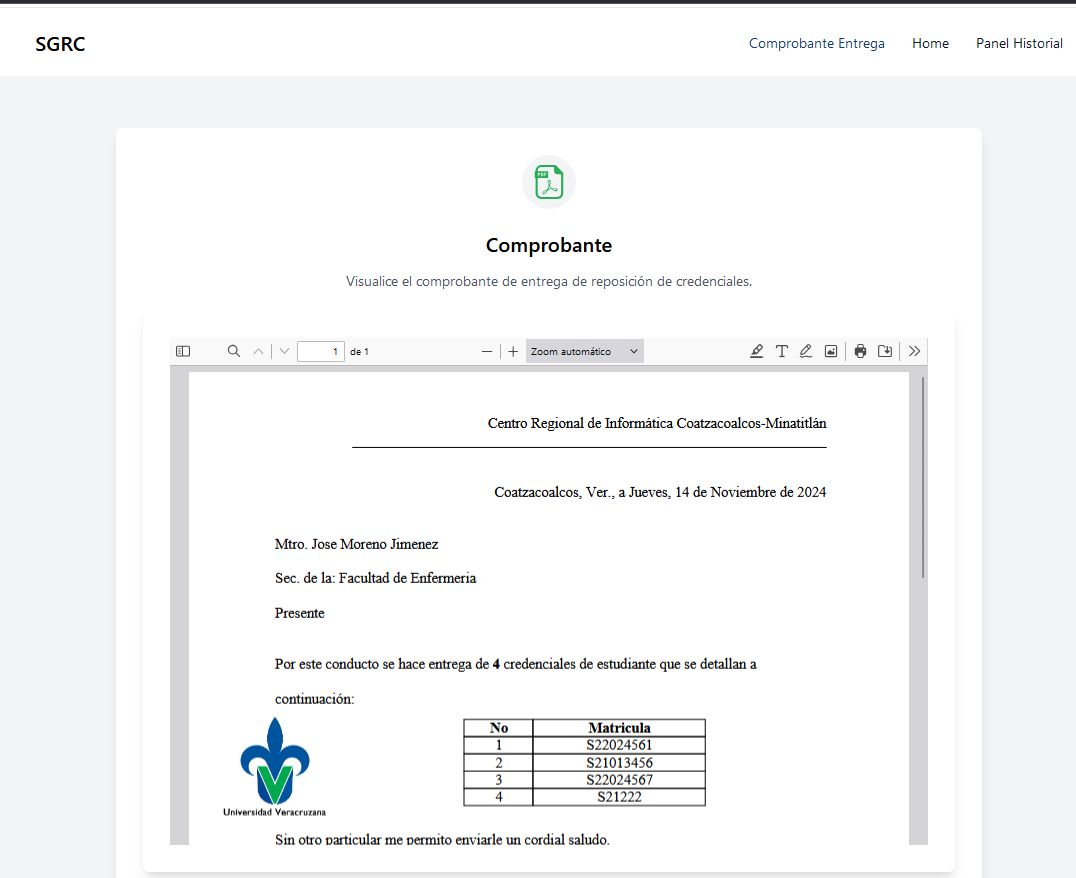 SGRC
Comprobante Entrega
Home
Panel Historial
PDF
Comprobante
Visualice el comprobante de entrega de reposición de credenciales.
1 de 1
Zoom automático
Centro Regional de Informática Coatzacoalcos-Minatitlán
Coatzacoalcos, Ver., a Jueves, 14 de Noviembre de 2024
Mtro. Jose Moreno Jimenez
Sec. de la: Facultad de Enfermeria
Presente
Por este conducto se hace entrega de 4 credenciales de estudiante que se detallan a
continuación:
No Matricula
1 S22024561
2 S21013456
3 S22024567
4 S21222
Universidad Veracruzana
Sin otro particular me permito enviarle un cordial saludo.